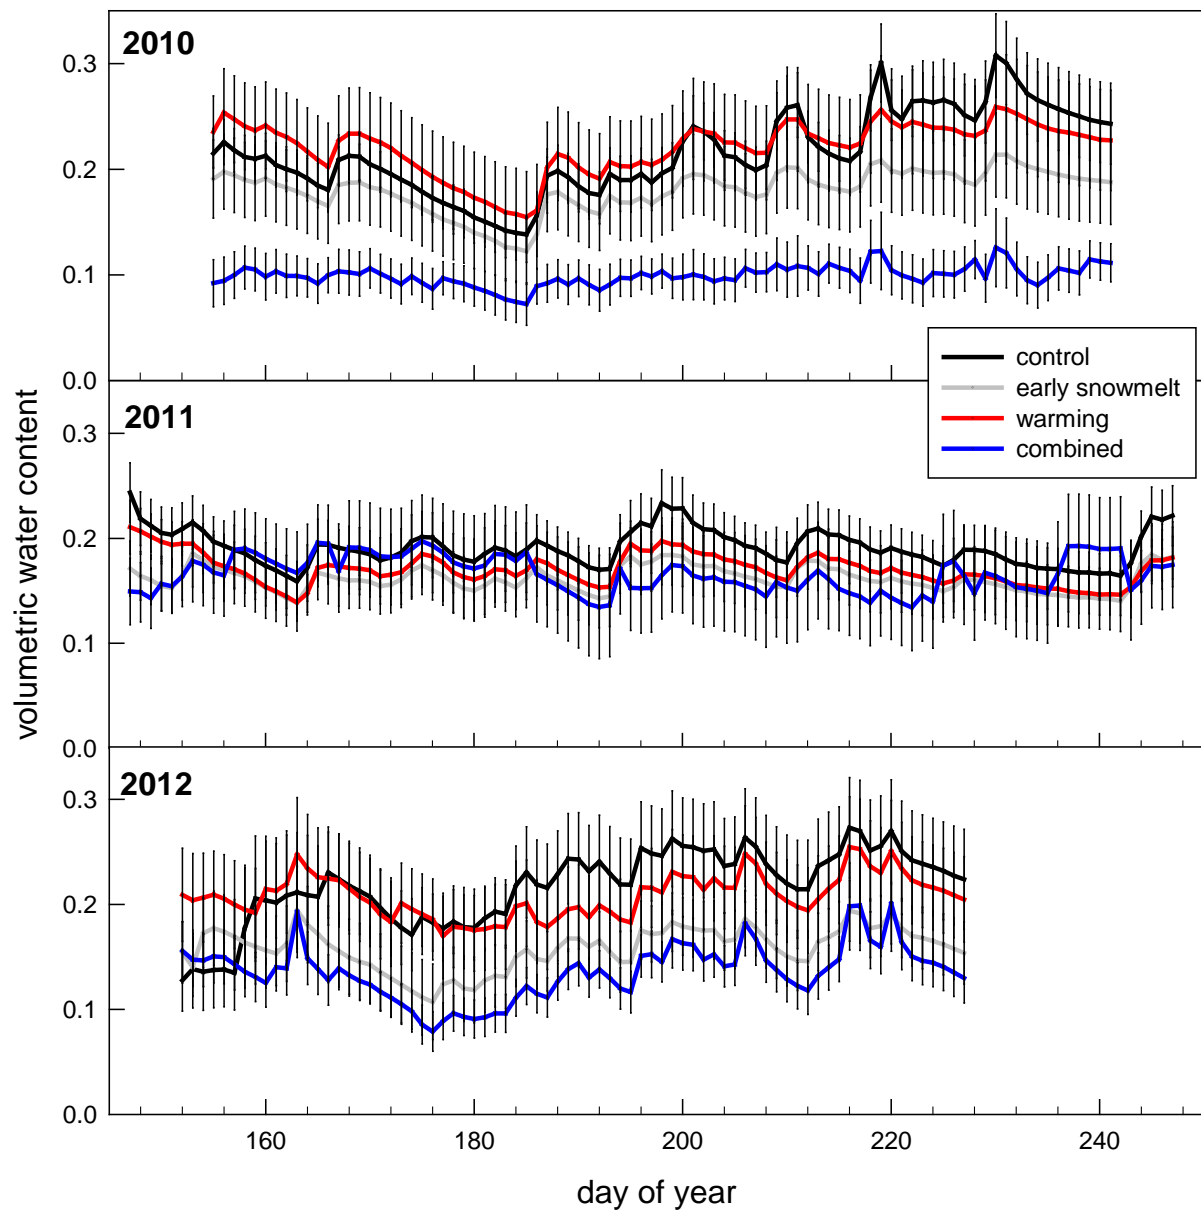 2010
0.3
0.2
0.1
0.0
control
early snowmelt
warming
combined
2011
0.3
0.2
0.1
0.0
volumetric water content
2012
0.3
0.2
0.1
0.0
160 180 200 220 240
day of year